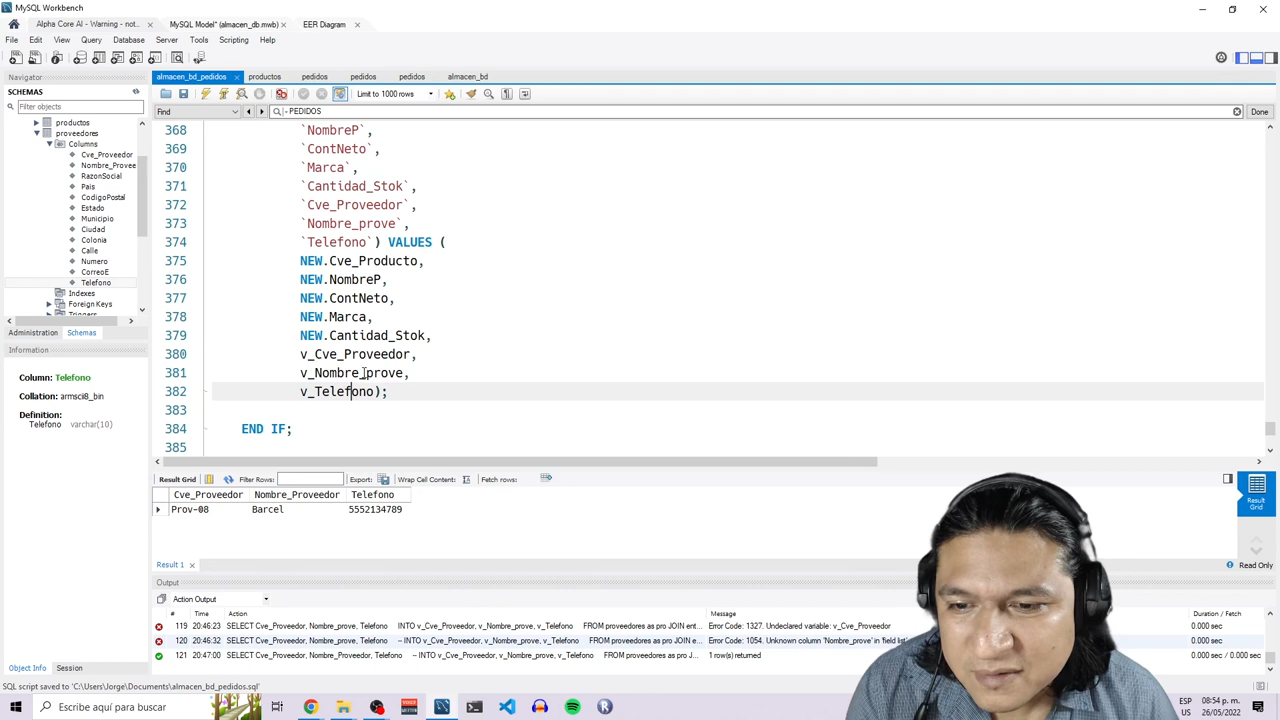 MySQL Workbench
Alpha Core AI - Warning - not...
MySQL Model* (almacen_db.mwb)
EER Diagram
File Edit View Query Database Server Tools Scripting Help
Navigator
SCHEMAS
Filter objects
productos
proveedores
Columns
Cve_Proveedor
Nombre_Provee
RazonSocial
Pais
CodigoPostal
Estado
Municipio
Ciudad
Colonia
Calle
Numero
CorreoE
Telefono
Indexes
Foreign Keys
Triggers
Administration Schemas
Information
Column: Telefono
Collation: armscii8_bin
Definition:
Telefono varchar(10)
Object Info Session
almacen_bd_pedidos productos pedidos pedidos pedidos almacen_bd
Limit to 1000 rows
Find PEDIDOS Done
368 `NombreP`,
369 `ContNeto`,
370 `Marca`,
371 `Cantidad_Stok`,
372 `Cve_Proveedor`,
373 `Nombre_prove`,
374 `Telefono`) VALUES (
375 NEW.Cve_Producto,
376 NEW.NombreP,
377 NEW.ContNeto,
378 NEW.Marca,
379 NEW.Cantidad_Stok,
380 v_Cve_Proveedor,
381 v_Nombre_prove,
382 v_Telefono);
383
384 END IF;
385
Result Grid Filter Rows: Export: Wrap Cell Content: Fetch rows:
Cve_Proveedor Nombre_Proveedor Telefono
Prov-08 Barcel 5552134789
Result Grid
Result 1
Read Only
Output
Action Output
# Time Action Message Duration / Fetch
119 20:46:23 SELECT Cve_Proveedor, Nombre_prove, Telefono INTO v_Cve_Proveedor, v_Nombre_prove, v_Telefono FROM proveedores as pro JOIN ent... Error Code: 1327. Undeclared variable: v_Cve_Proveedor 0.000 sec
120 20:46:32 SELECT Cve_Proveedor, Nombre_prove, Telefono -- INTO v_Cve_Proveedor, v_Nombre_prove, v_Telefono FROM proveedores as pro JOIN ... Error Code: 1054. Unknown column 'Nombre_prove' in 'field list' 0.000 sec
121 20:47:00 SELECT Cve_Proveedor, Nombre_Proveedor, Telefono -- INTO v_Cve_Proveedor, v_Nombre_prove, v_Telefono FROM proveedores as pro J... 1 row(s) returned 0.000 sec / 0.000 sec
SQL script saved to 'C:\Users\Jorge\Documents\almacen_bd_pedidos.sql'
Escribe aquí para buscar
ESP
US
08:54 p. m.
26/05/2022